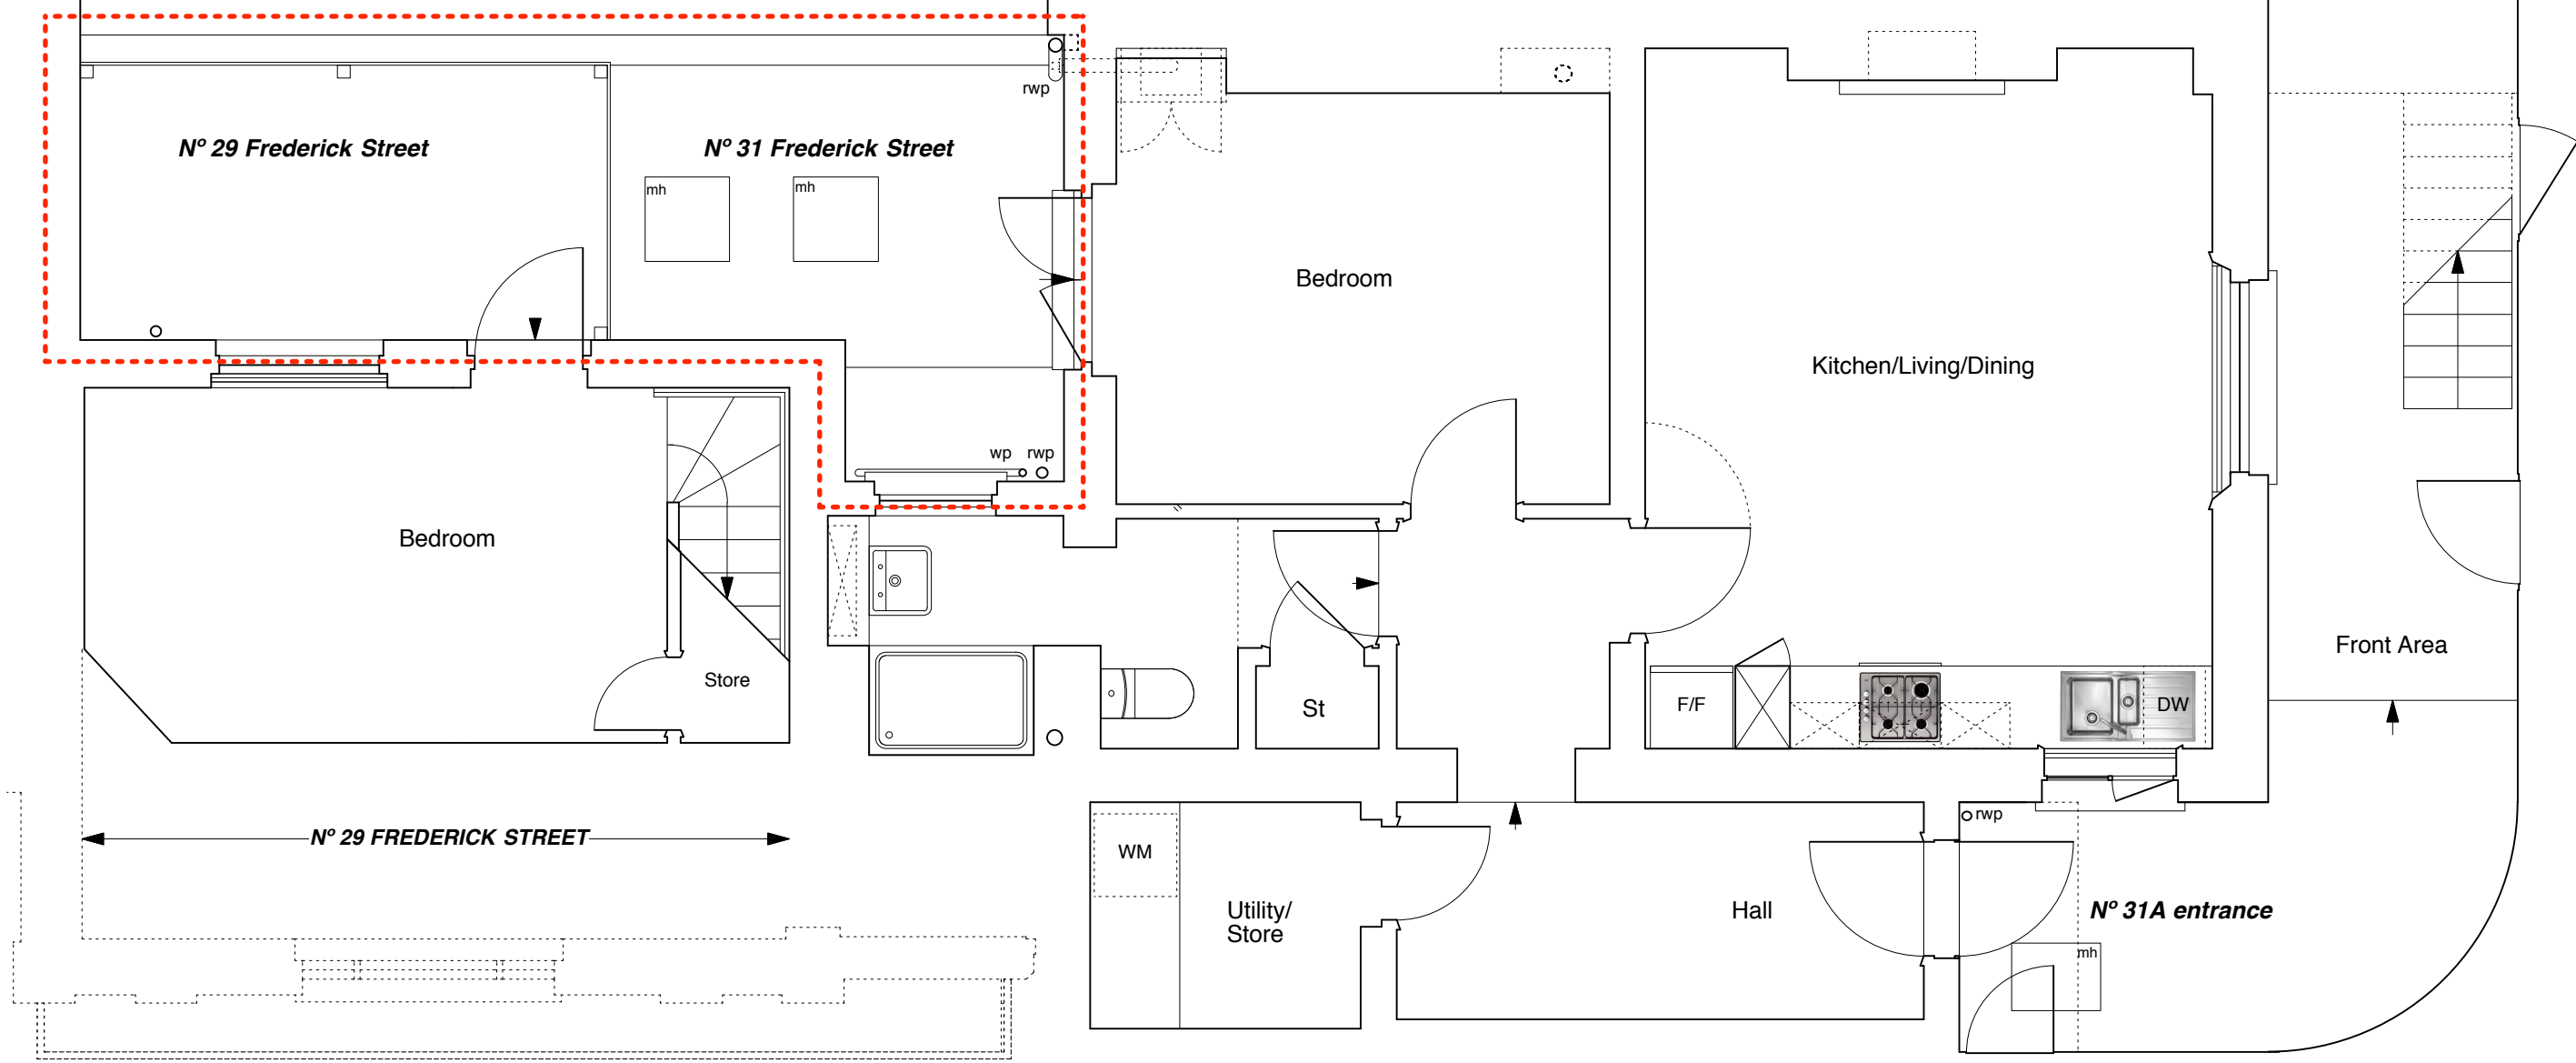 rwp
Nº 29 Frederick Street
Nº 31 Frederick Street
mh
mh
Bedroom
Kitchen/Living/Dining
wp rwp
Bedroom
Store
St
F/F
DW
Front Area
Nº 29 FREDERICK STREET
WM
rwp
Utility/
Store
Hall
Nº 31A entrance
mh